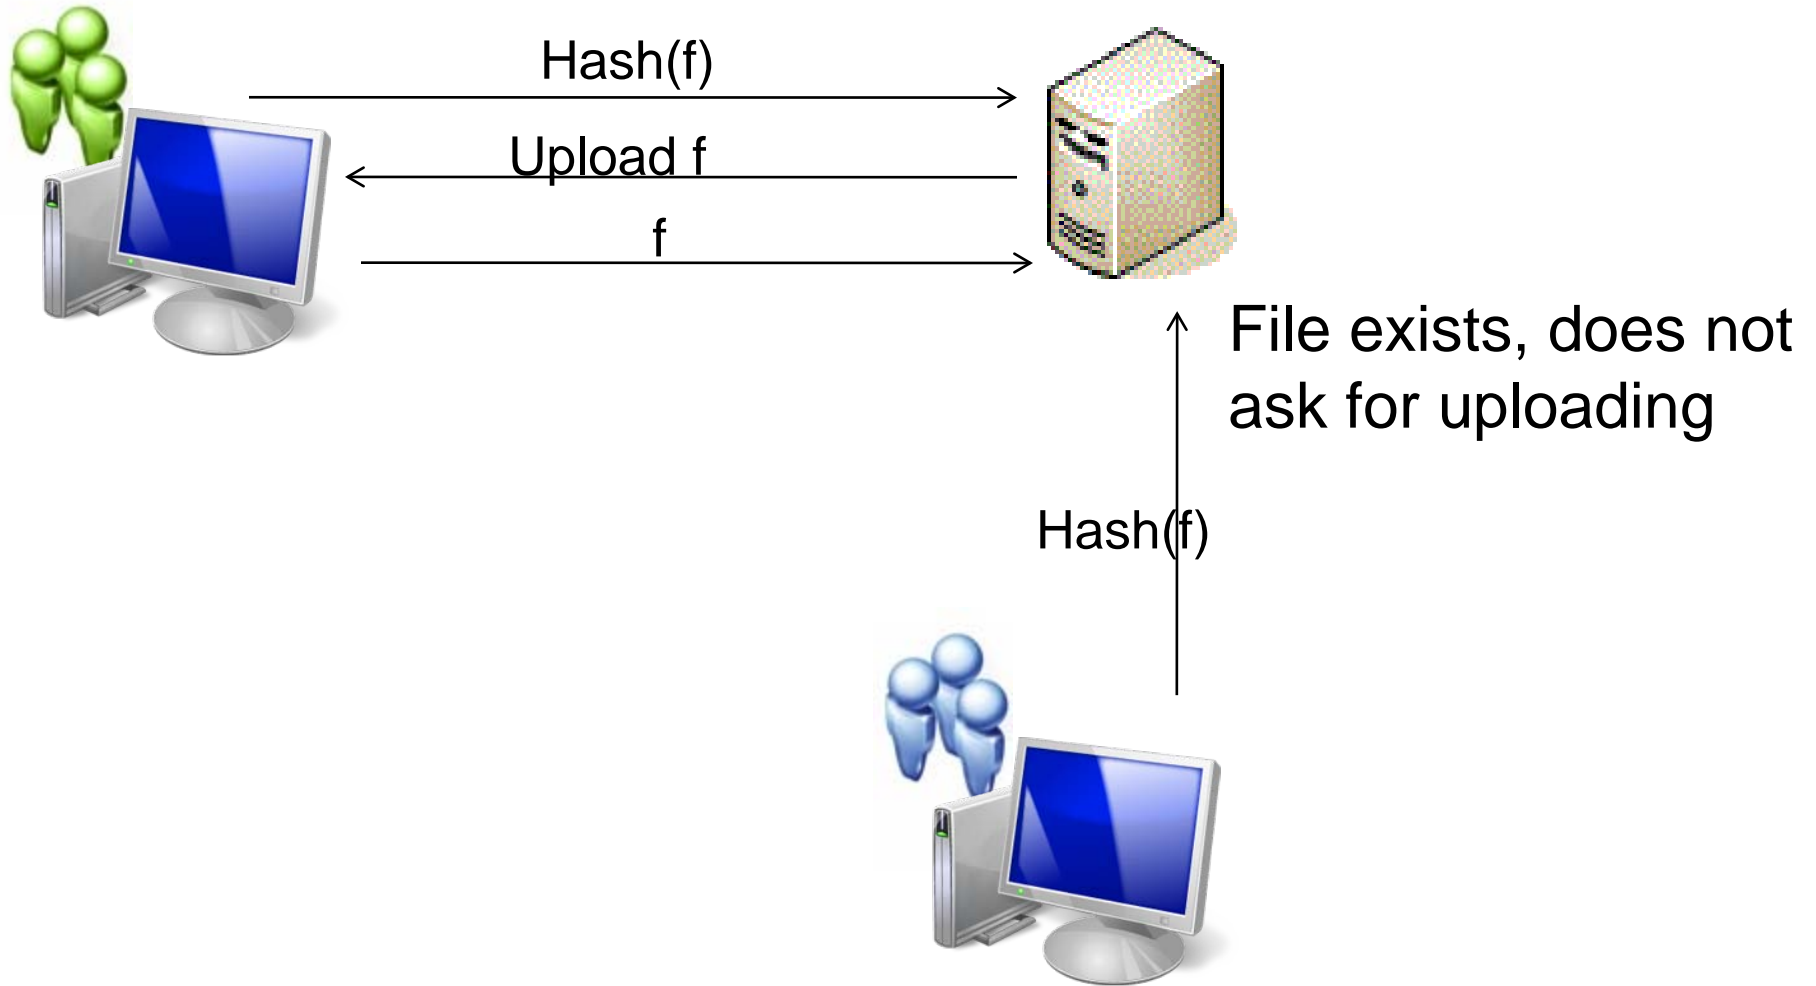 Hash(f)
Upload f
f
File exists, does not
ask for uploading
Hash(f)